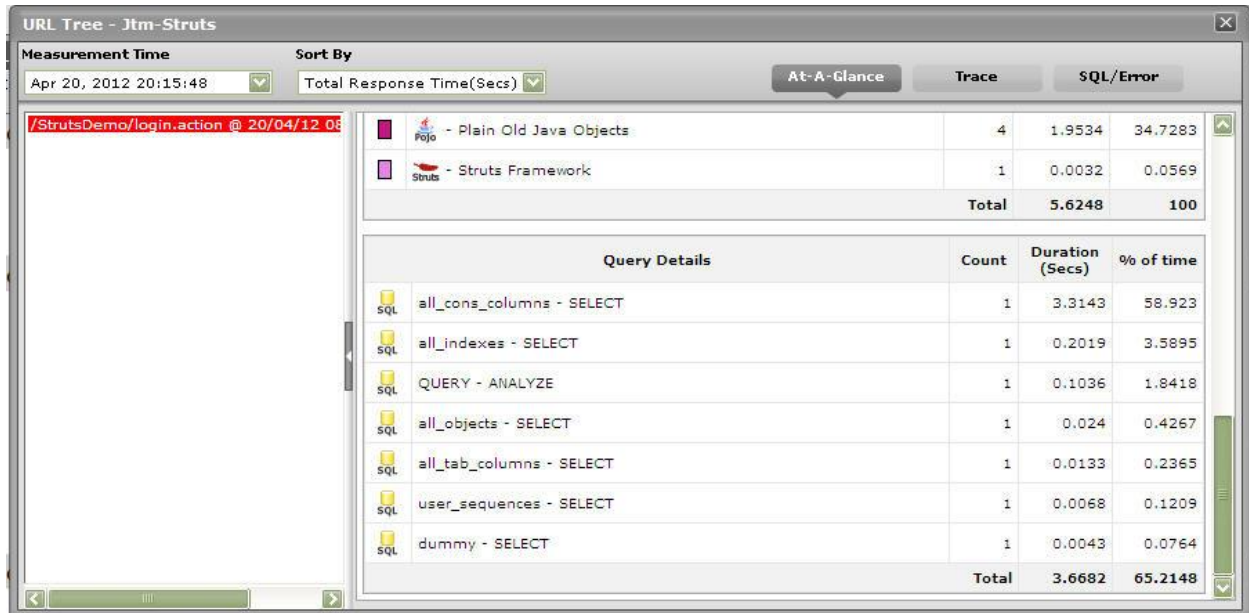 URL Tree - Jtm-Struts
Measurement Time Sort By
Apr 20, 2012 20:15:48 Total Response Time(Secs) At-A-Glance Trace SQL/Error
/StrutsDemo/login.action @ 20/04/12 08
Pojo - Plain Old Java Objects 4 1.9534 34.7283
Struts - Struts Framework 1 0.0032 0.0569
Total 5.6248 100
Query Details Count Duration (Secs) % of time
SQL all_cons_columns - SELECT 1 3.3143 58.923
SQL all_indexes - SELECT 1 0.2019 3.5895
SQL QUERY - ANALYZE 1 0.1036 1.8418
SQL all_objects - SELECT 1 0.024 0.4267
SQL all_tab_columns - SELECT 1 0.0133 0.2365
SQL user_sequences - SELECT 1 0.0068 0.1209
SQL dummy - SELECT 1 0.0043 0.0764
Total 3.6682 65.2148